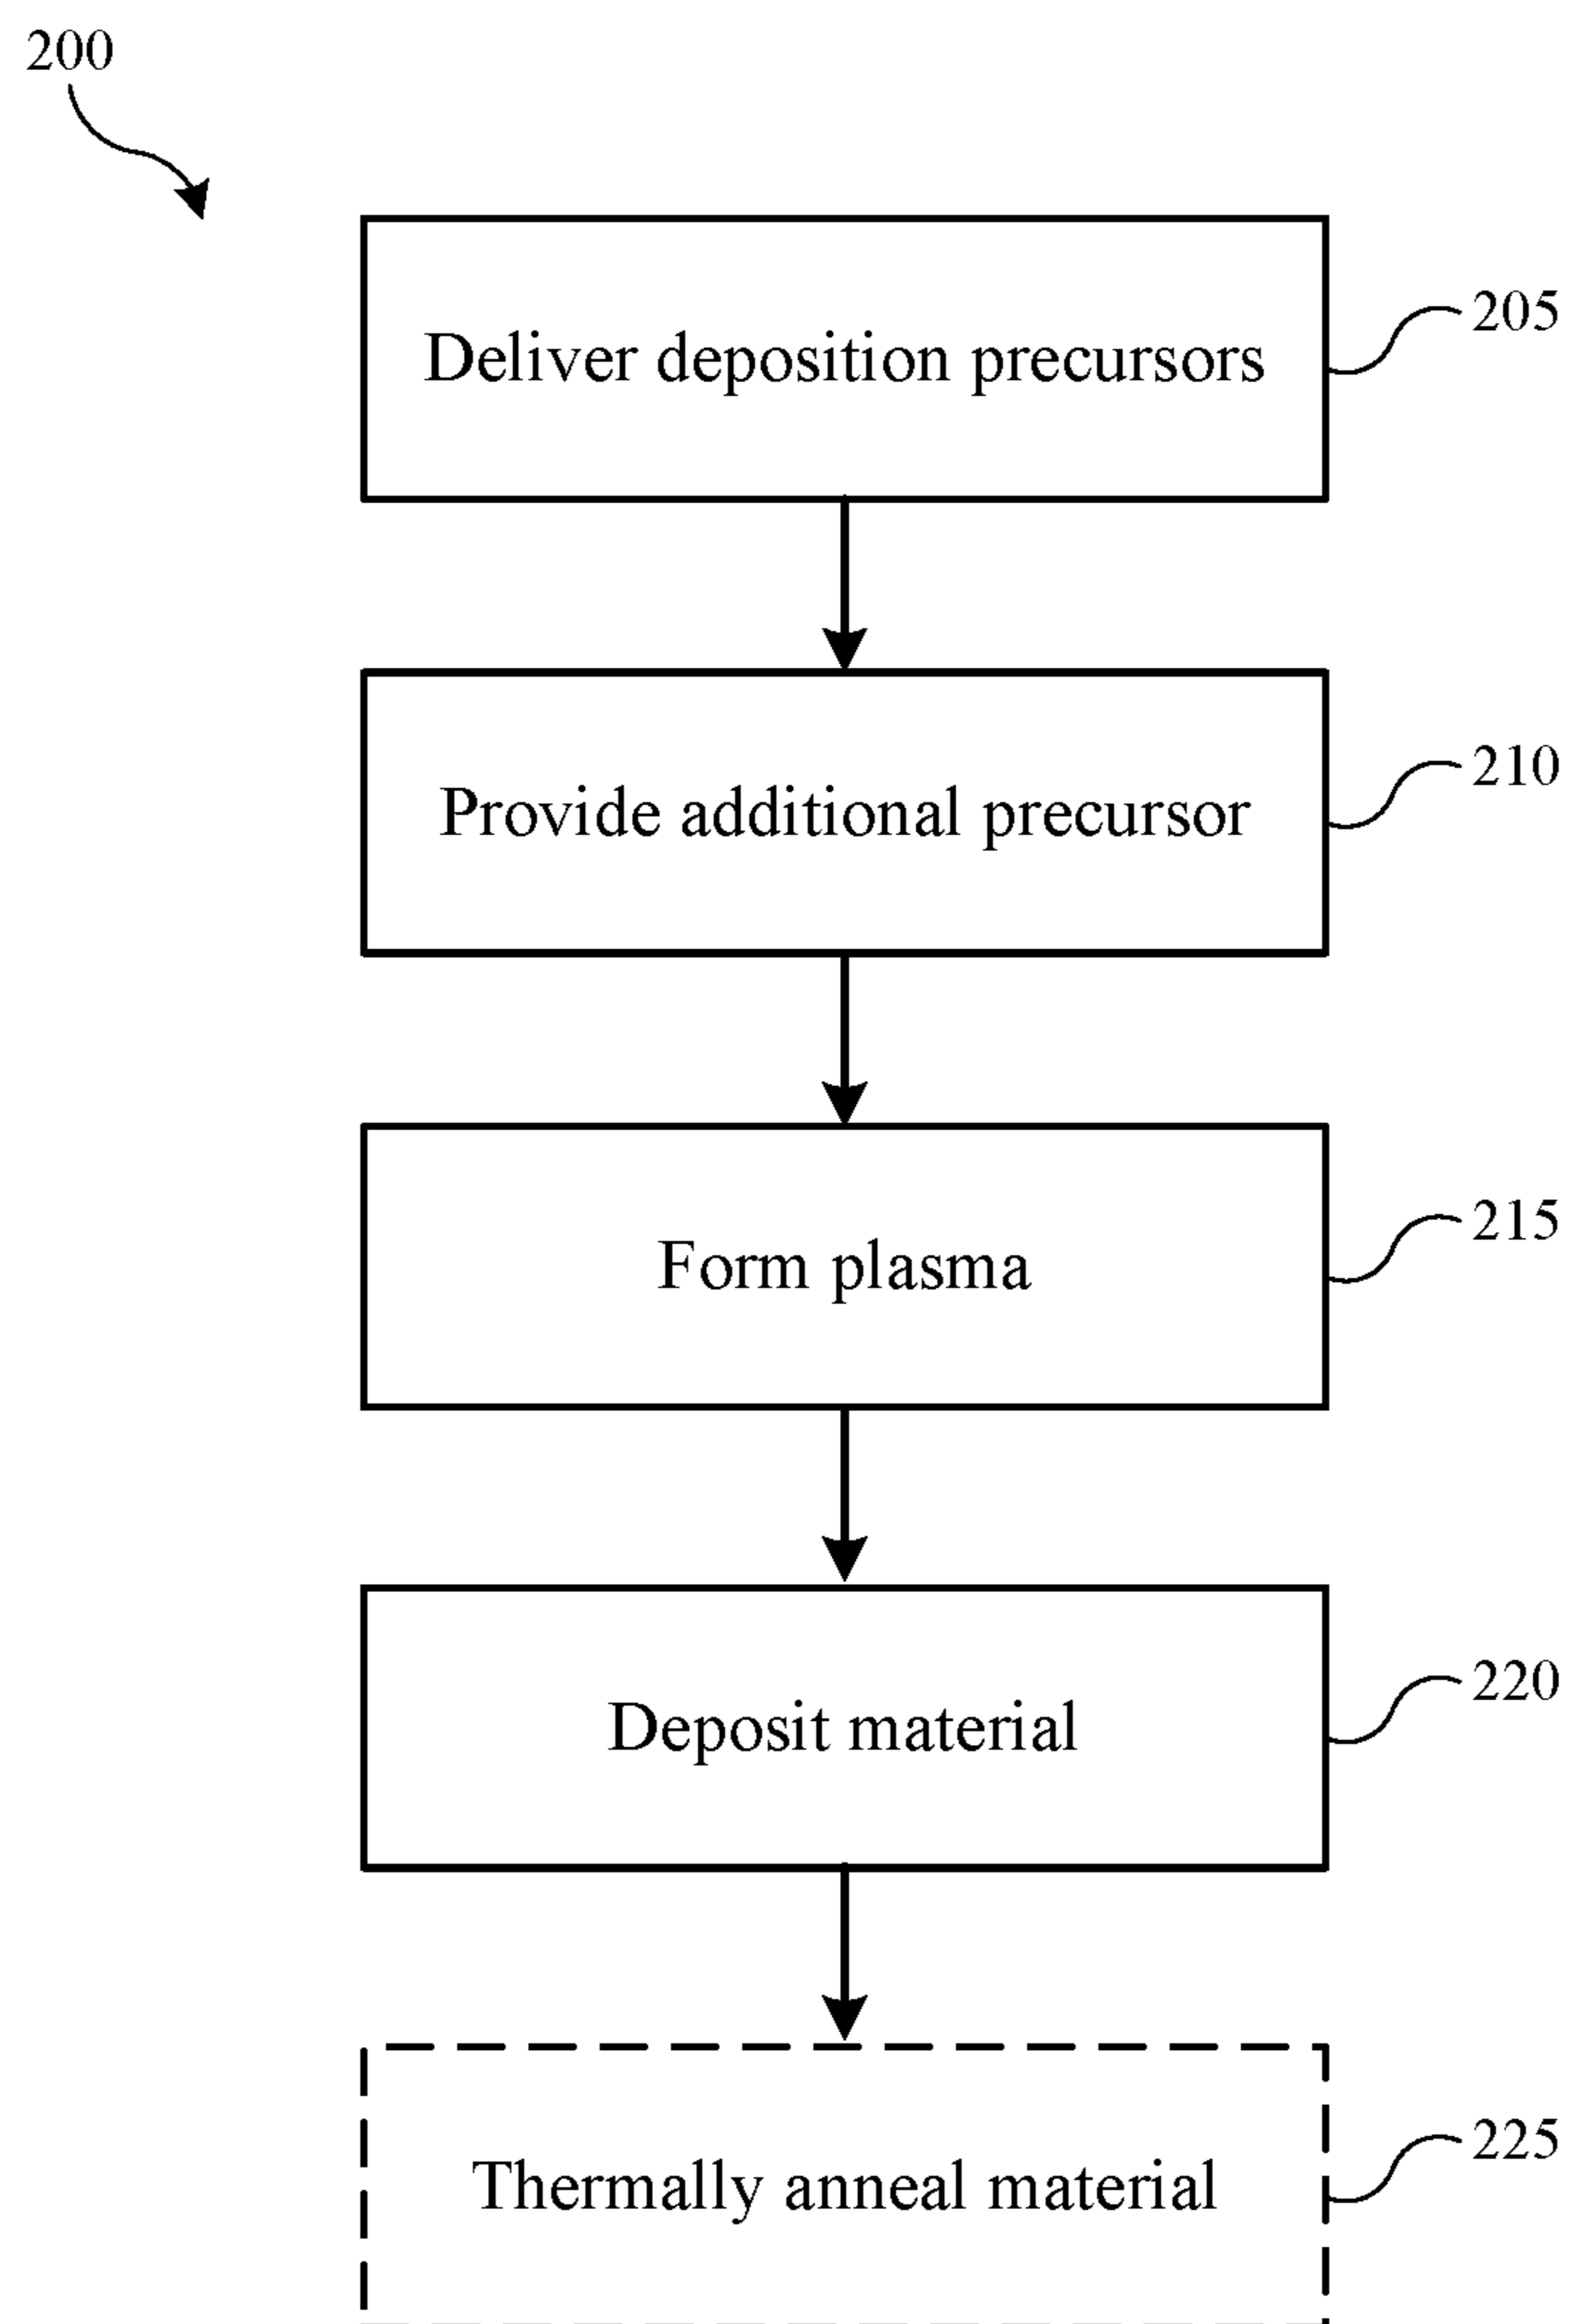 200
Deliver deposition precursors
205
Provide additional precursor
210
Form plasma
215
Deposit material
220
Thermally anneal material
225